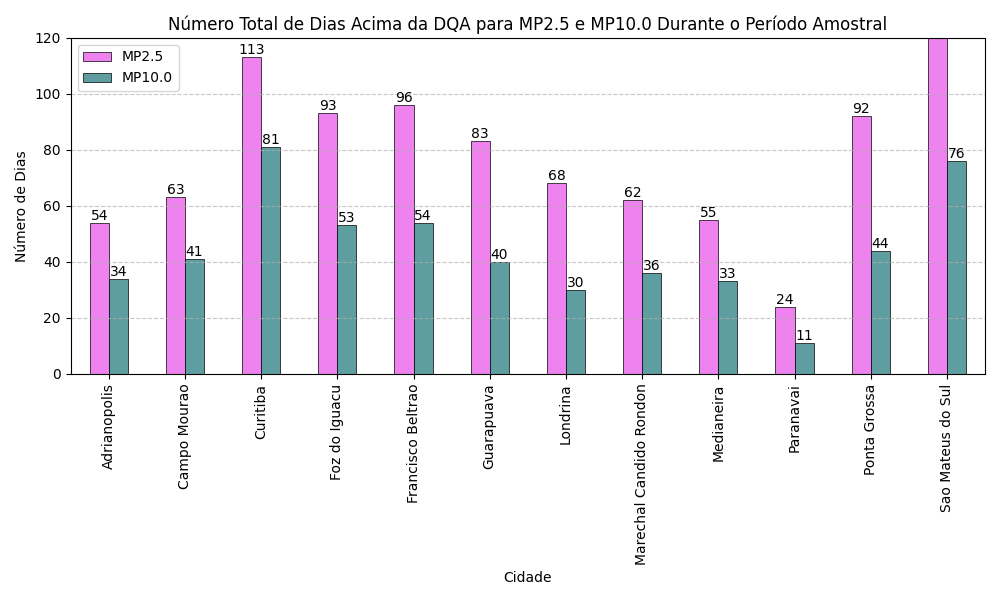 Número Total de Dias Acima da DQA para MP2.5 e MP10.0 Durante o Período Amostral
MP2.5
MP10.0
Número de Dias
120
100
80
60
40
20
0
54 34
63 41
113 81
93 53
96 54
83 40
68 30
62 36
55 33
24 11
92 44
76
Adrianopolis
Campo Mourao
Curitiba
Foz do Iguacu
Francisco Beltrao
Guarapuava
Londrina
Marechal Candido Rondon
Medianeira
Paranavai
Ponta Grossa
Sao Mateus do Sul
Cidade